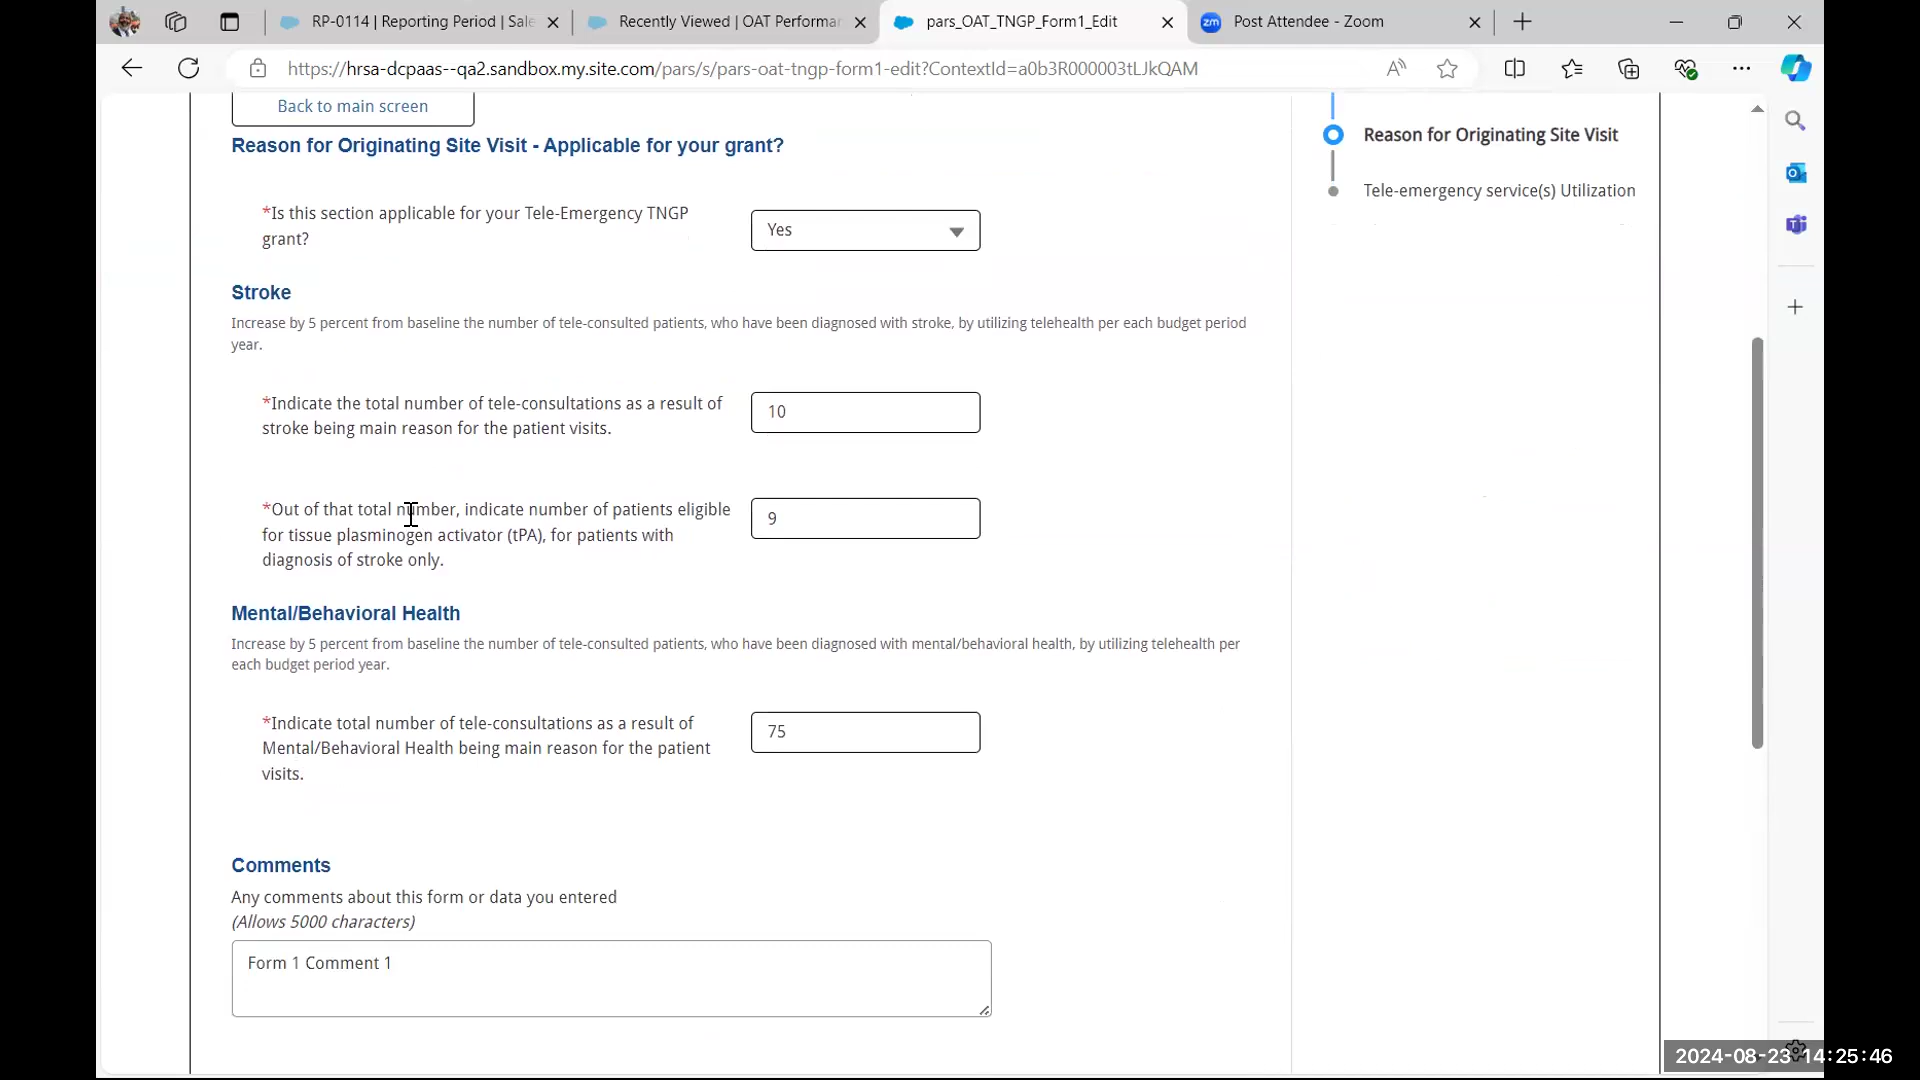 RP-0114 | Reporting Period | Sale
Recently Viewed | OAT Performa
pars_OAT_TNGP_Form1_Edit
zm
Post Attendee - Zoom
https://hrsa-dcpaas--qa2.sandbox.my.site.com/pars/s/pars-oat-tngp-form1-edit?ContextId=a0b3R000003tLJkQAM
Back to main screen
Reason for Originating Site Visit - Applicable for your grant?
*Is this section applicable for your Tele-Emergency TNGP
grant?
Yes
Stroke
Increase by 5 percent from baseline the number of tele-consulted patients, who have been diagnosed with stroke, by utilizing telehealth per each budget period
year.
*Indicate the total number of tele-consultations as a result of
stroke being main reason for the patient visits.
10
*Out of that total number, indicate number of patients eligible
for tissue plasminogen activator (tPA), for patients with
diagnosis of stroke only.
9
Mental/Behavioral Health
Increase by 5 percent from baseline the number of tele-consulted patients, who have been diagnosed with mental/behavioral health, by utilizing telehealth per
each budget period year.
*Indicate total number of tele-consultations as a result of
Mental/Behavioral Health being main reason for the patient
visits.
75
Comments
Any comments about this form or data you entered
(Allows 5000 characters)
Form 1 Comment 1
Reason for Originating Site Visit
Tele-emergency service(s) Utilization
2024-08-23 14:25:46